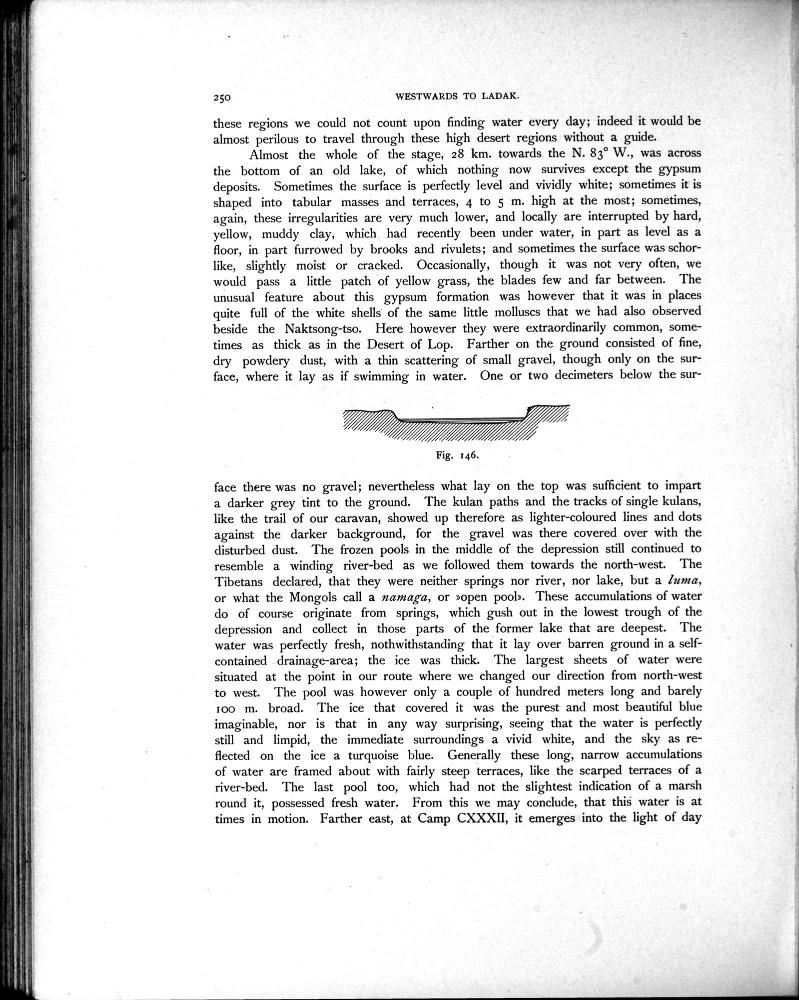 250
WESTWARDS TO LADAK.
these regions we could not count upon finding water every day; indeed it would be
almost perilous to travel through these high desert regions without a guide.
Almost the whole of the stage, 28 km. towards the N. 83° W., was across
the bottom of an old lake, of which nothing now survives except the gypsum
deposits. Sometimes the surface is perfectly level and vividly white; sometimes it is
shaped into tabular masses and terraces, 4 to 5 m. high at the most; sometimes,
again, these irregularities are very much lower, and locally are interrupted by hard,
yellow, muddy clay, which had recently been under water, in part as level as a
floor, in part furrowed by brooks and rivulets; and sometimes the surface was schor-
like, slightly moist or cracked. Occasionally, though it was not very often, we
would pass a little patch of yellow grass, the blades few and far between. The
unusual feature about this gypsum formation was however that it was in places
quite full of the white shells of the same little molluscs that we had also observed
beside the Naktsong-tso. Here however they were extraordinarily common, some-
times as thick as in the Desert of Lop. Farther on the ground consisted of fine,
dry powdery dust, with a thin scattering of small gravel, though only on the sur-
face, where it lay as if swimming in water. One or two decimeters below the sur-
Fig. 146.
face there was no gravel; nevertheless what lay on the top was sufficient to impart
a darker grey tint to the ground. The kulan paths and the tracks of single kulans,
like the trail of our caravan, showed up therefore as lighter-coloured lines and dots
against the darker background, for the gravel was there covered over with the
disturbed dust. The frozen pools in the middle of the depression still continued to
resemble a winding river-bed as we followed them towards the north-west. The
Tibetans declared, that they were neither springs nor river, nor lake, but a luma,
or what the Mongols call a namaga, or »open pool». These accumulations of water
do of course originate from springs, which gush out in the lowest trough of the
depression and collect in those parts of the former lake that are deepest. The
water was perfectly fresh, nothwithstanding that it lay over barren ground in a self-
contained drainage-area; the ice was thick. The largest sheets of water were
situated at the point in our route where we changed our direction from north-west
to west. The pool was however only a couple of hundred meters long and barely
100 m. broad. The ice that covered it was the purest and most beautiful blue
imaginable, nor is that in any way surprising, seeing that the water is perfectly
still and limpid, the immediate surroundings a vivid white, and the sky as re-
flected on the ice a turquoise blue. Generally these long, narrow accumulations
of water are framed about with fairly steep terraces, like the scarped terraces of a
river-bed. The last pool too, which had not the slightest indication of a marsh
round it, possessed fresh water. From this we may conclude, that this water is at
times in motion. Farther east, at Camp CXXXII, it emerges into the light of day